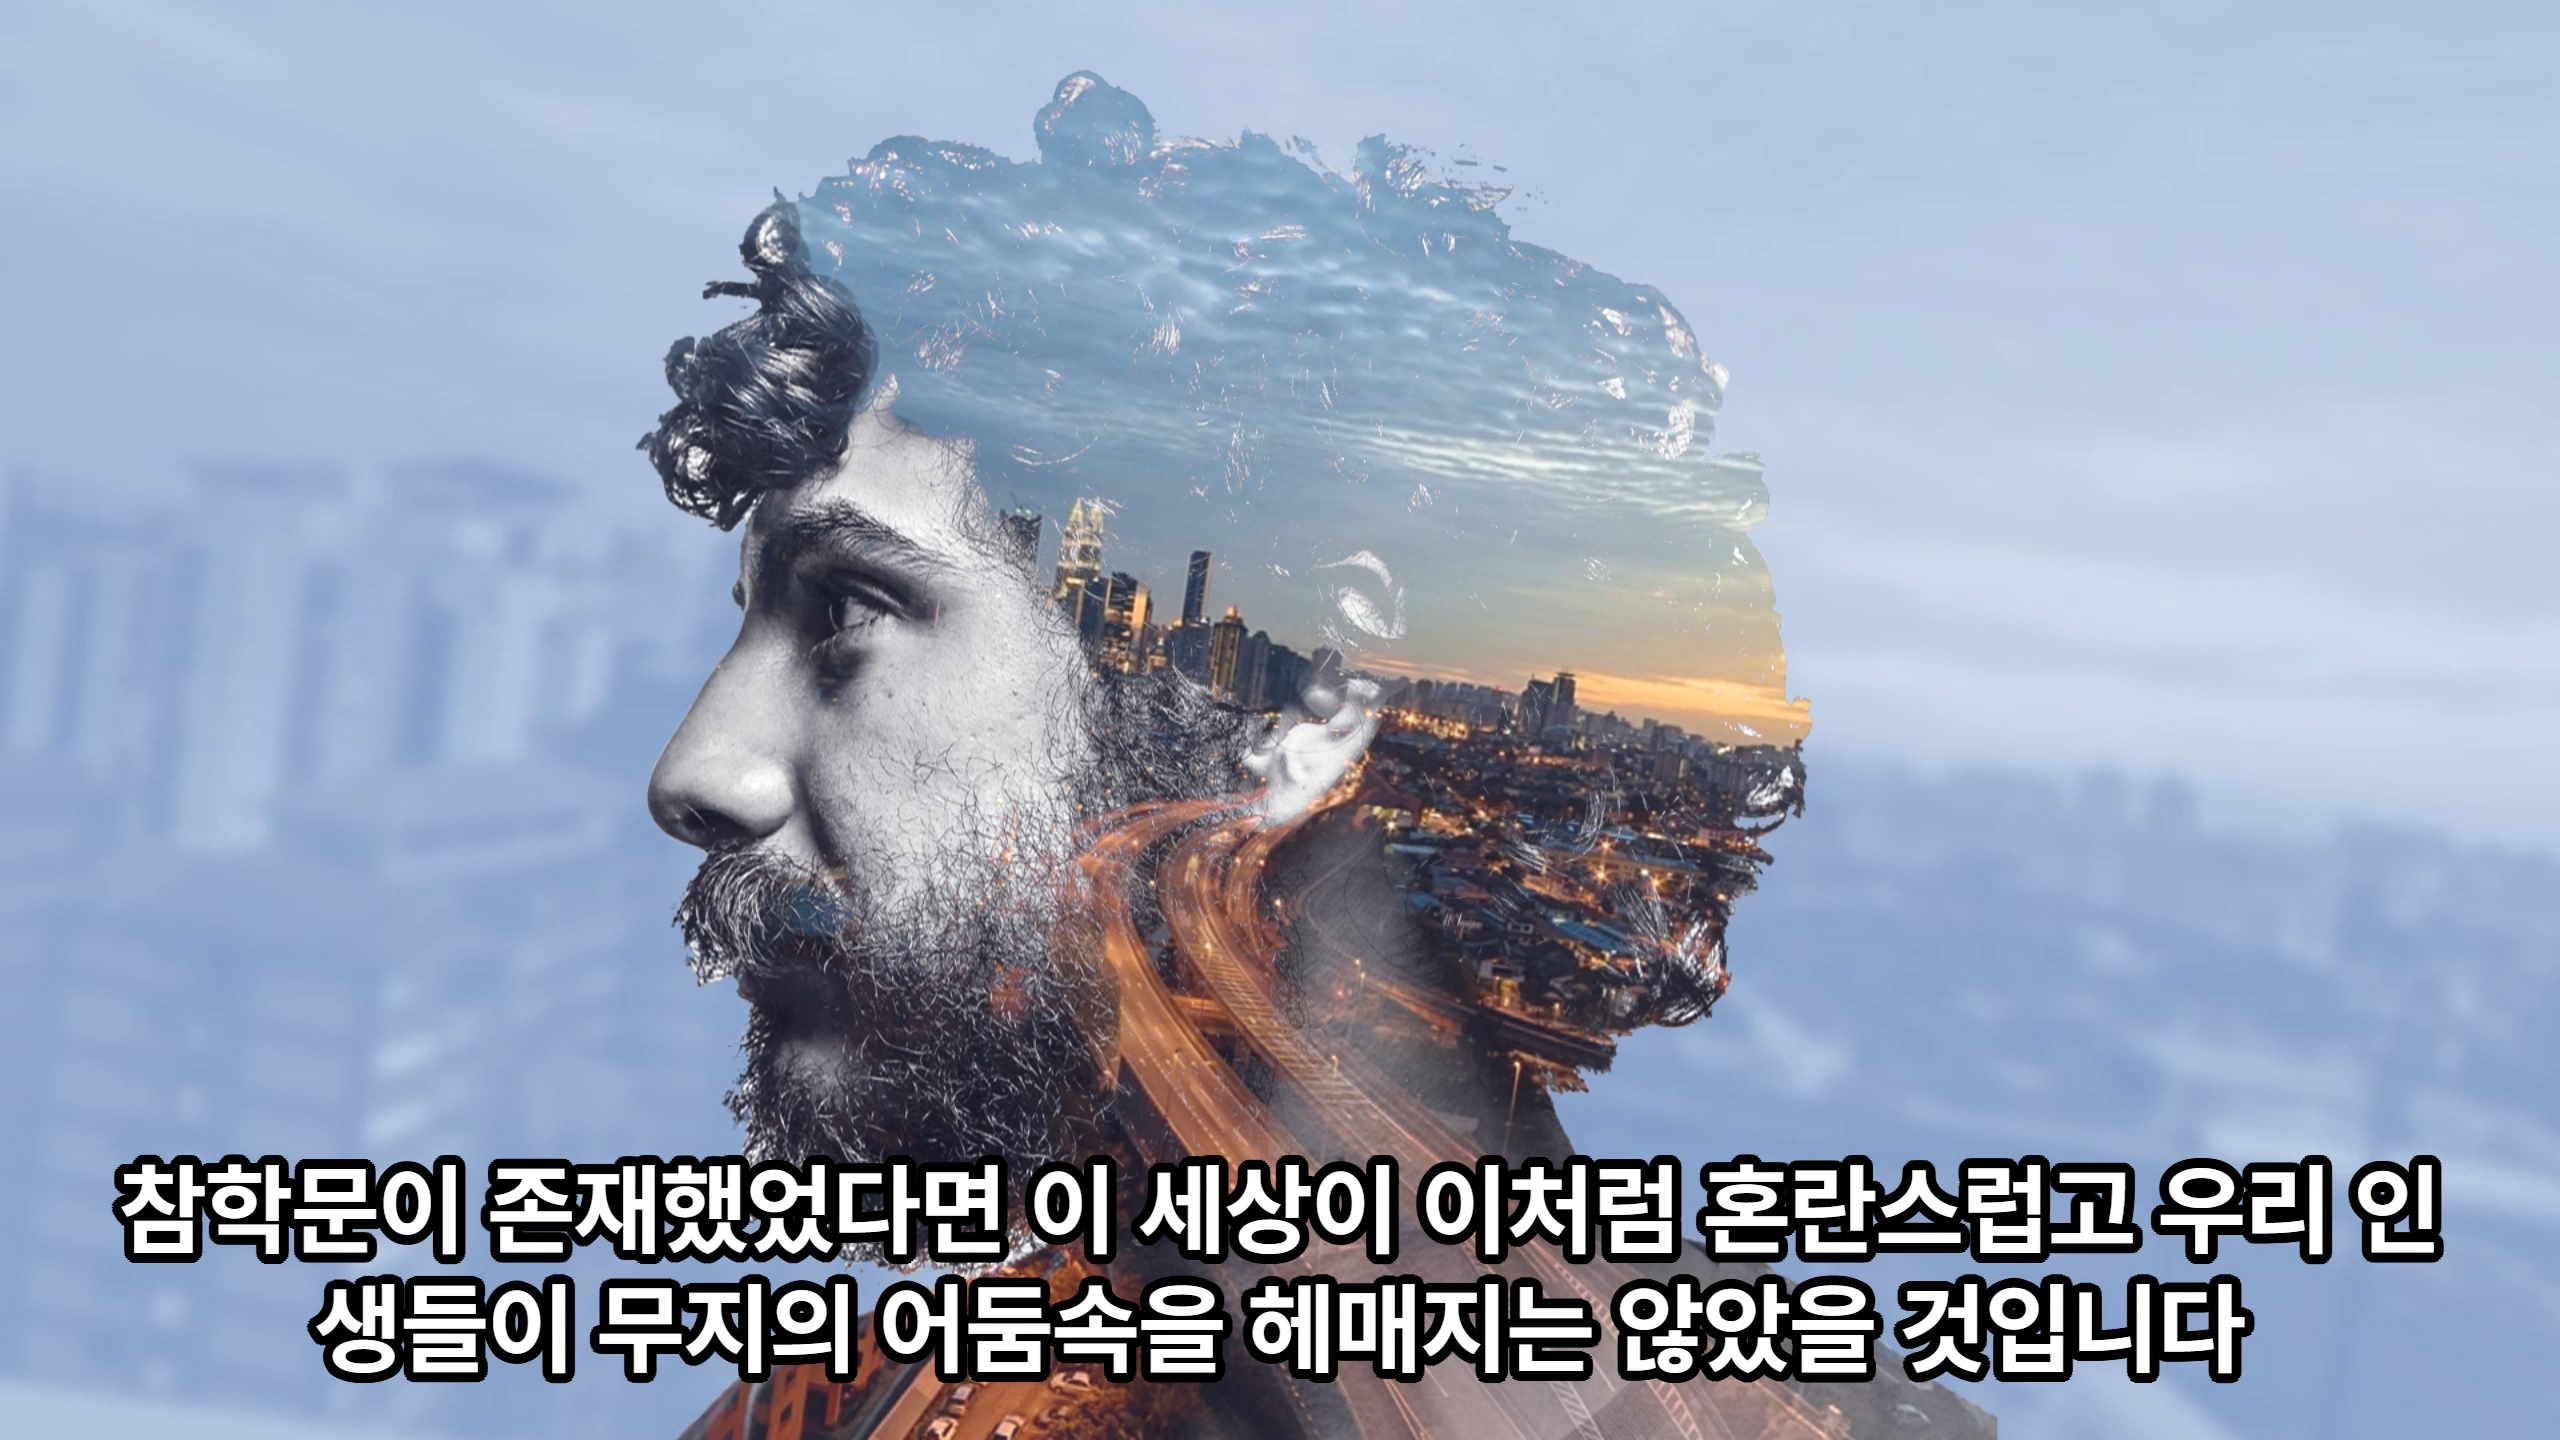 참학문이 존재했었다면 이 세상이 이처럼 혼란스럽고 우리 인
생들이 무지의 어둠속을 헤매지는 않았을 것입니다